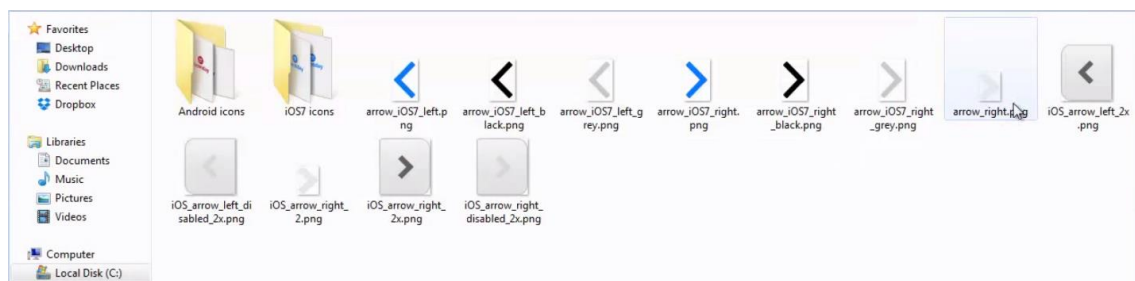 Favorites
Desktop
Downloads
Recent Places
Dropbox
Libraries
Documents
Music
Pictures
Videos
Computer
Local Disk (C:)
Android icons
iOS7 icons
arrow_iOS7_left.p
ng
arrow_iOS7_left_b
lack.png
arrow_iOS7_left_g
rey.png
arrow_iOS7_right.
png
arrow_iOS7_right
_black.png
arrow_iOS7_right
_grey.png
arrow_right.png
iOS_arrow_left_2x
.png
iOS_arrow_left_di
sabled_2x.png
iOS_arrow_right_
2.png
iOS_arrow_right_
2x.png
iOS_arrow_right_
disabled_2x.png